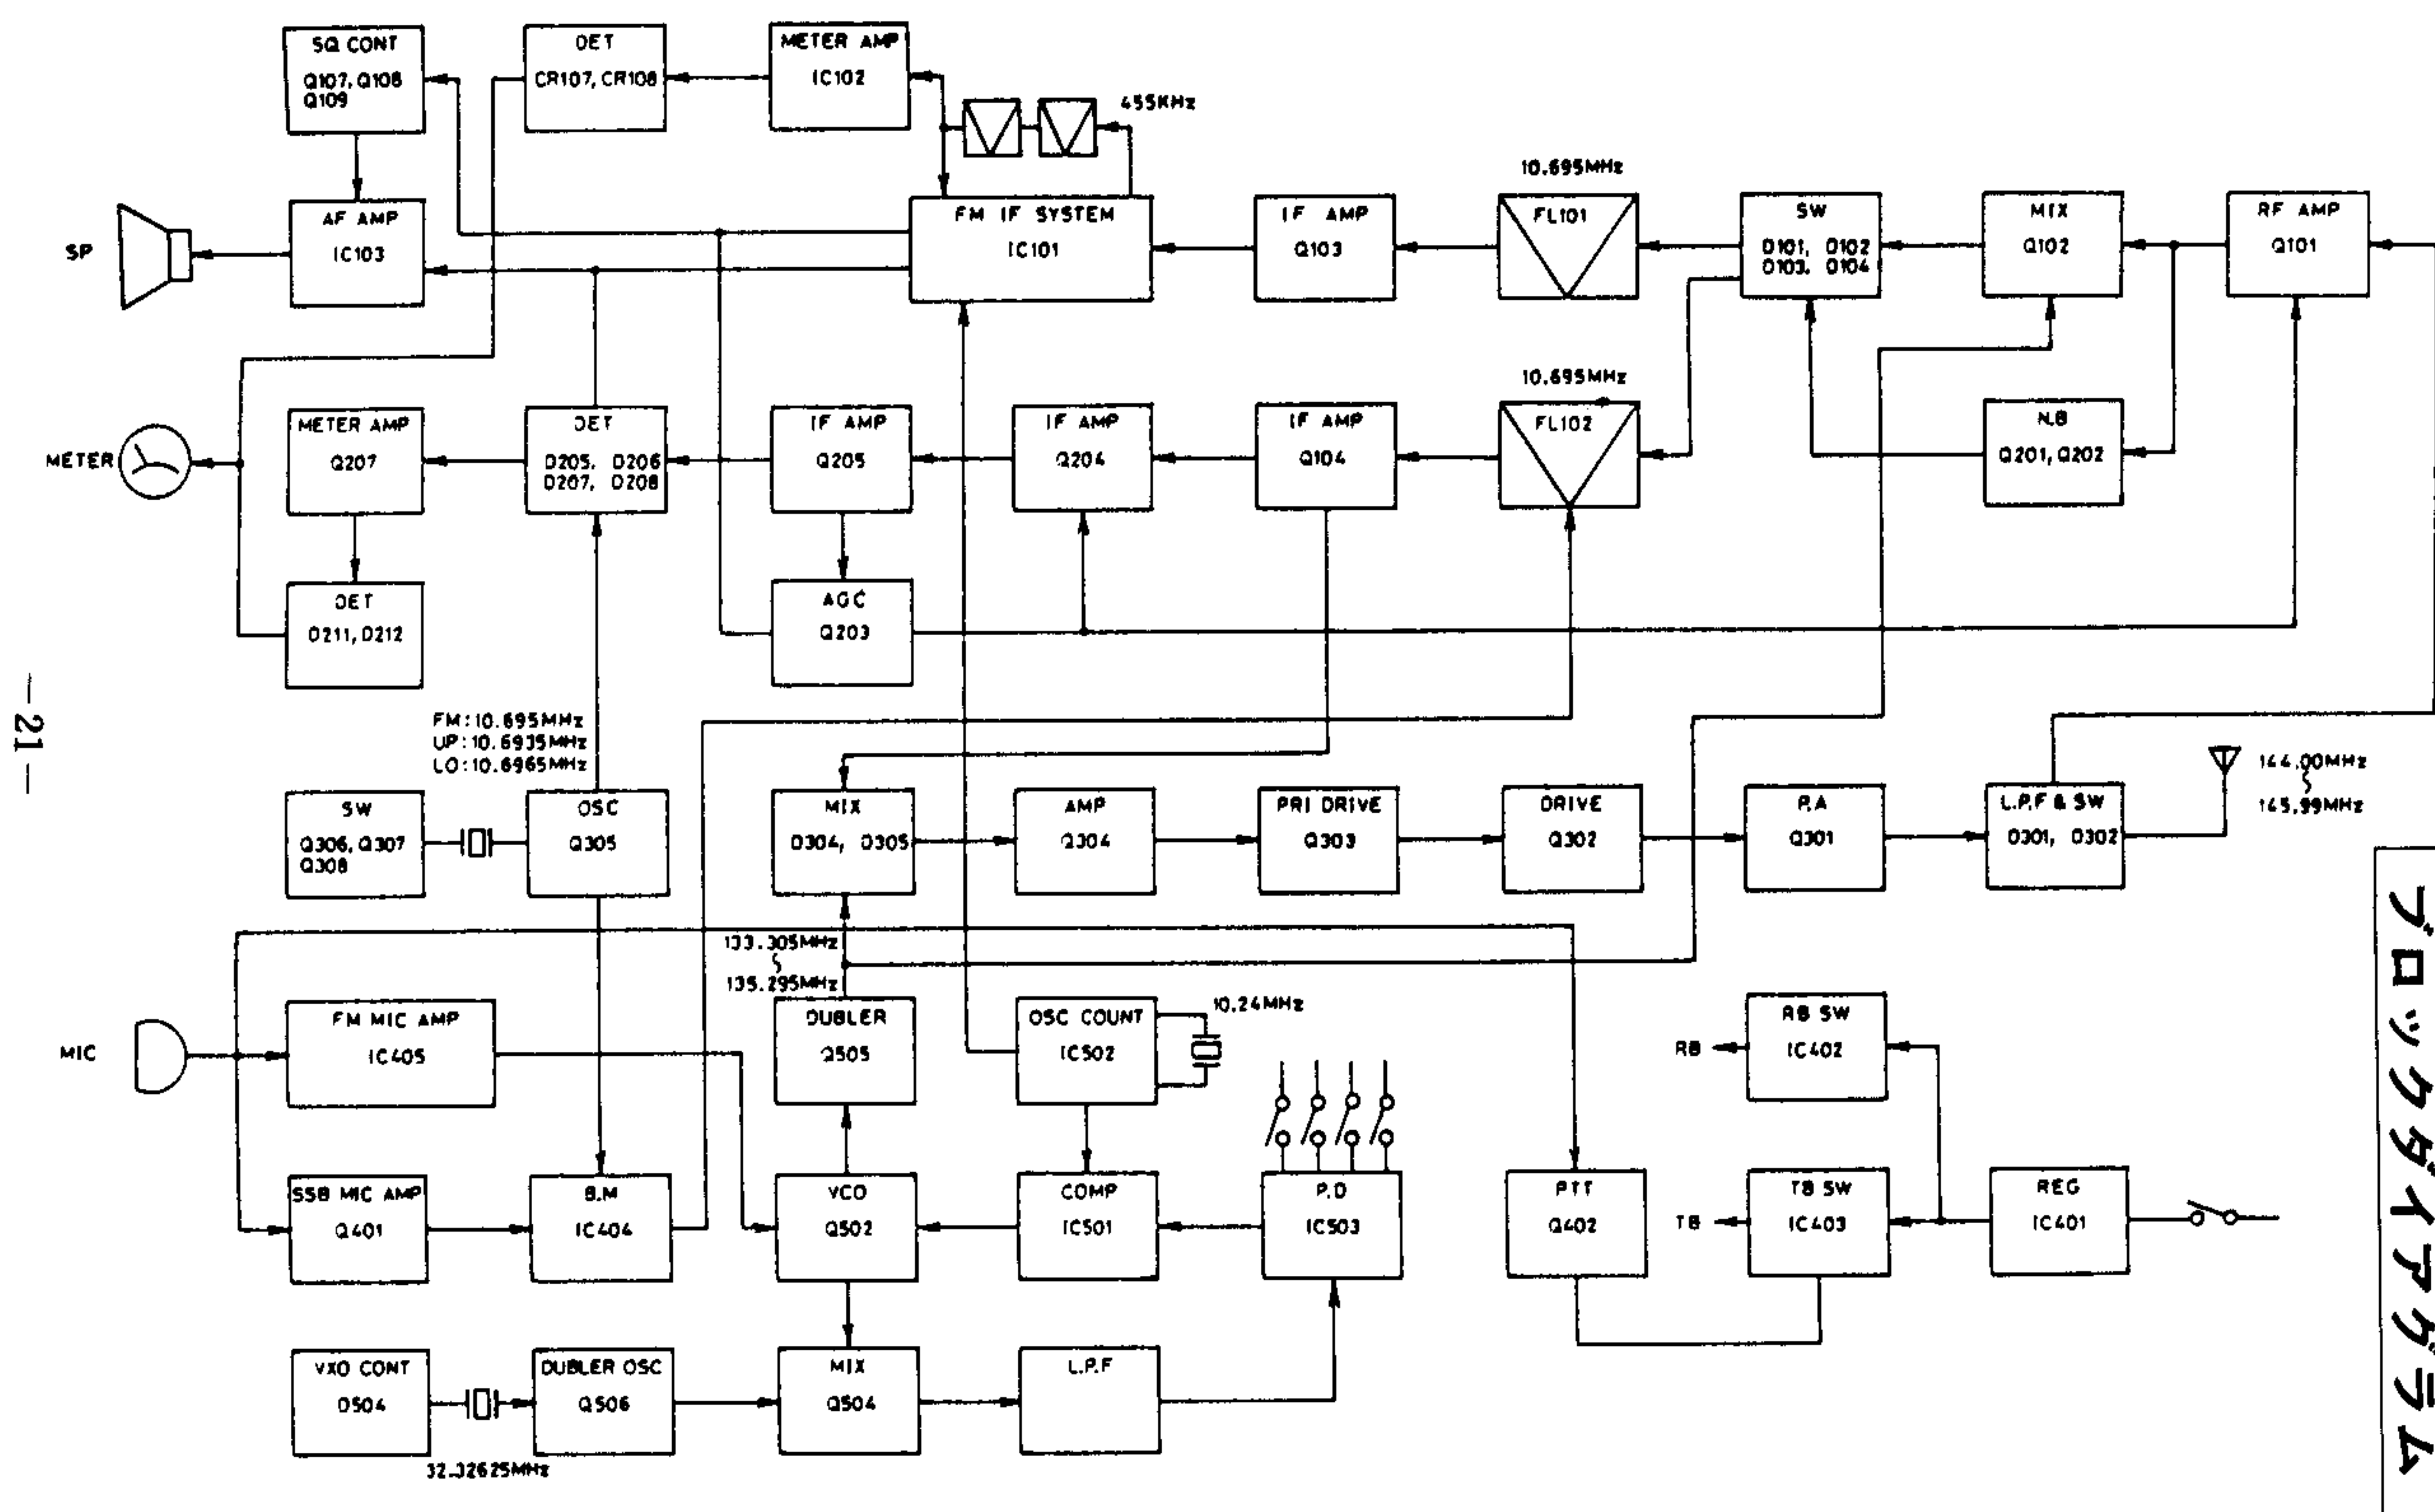 SQ CONT
Q107, Q108
Q109
DET
CR107, CR108
METER AMP
IC102
455KHz
10.695MHz
SP
AF AMP
IC103
FM IF SYSTEM
IC101
IF AMP
Q103
FL101
SW
D101, D102
D103, D104
MIX
Q102
RF AMP
Q101
10.695MHz
METER
METER AMP
Q207
DET
D205, D206
D207, D208
IF AMP
Q205
IF AMP
Q204
IF AMP
Q104
FL102
N.B
Q201, Q202
DET
D211, D212
AGC
Q203
—21—
FM:10.695MHz
UP:10.6935MHz
LO:10.6965MHz
SW
Q306, Q307
Q308
OSC
Q305
MIX
D304, D305
AMP
Q304
PRI DRIVE
Q303
DRIVE
Q302
P.A
Q301
L.P.F & SW
D301, D302
144.00MHz
145.99MHz
133.305MHz
135.295MHz
MIC
FM MIC AMP
IC405
DUBLER
Q505
OSC COUNT
IC502
10.24MHz
RB
RB SW
IC402
SSB MIC AMP
Q401
B.M
IC404
VCO
Q502
COMP
IC501
P.D
IC503
PTT
Q402
TB
TB SW
IC403
REG
IC401
VXO CONT
D504
32.32625MHz
DUBLER OSC
Q506
MIX
Q504
L.P.F
ブロックダイアグラム